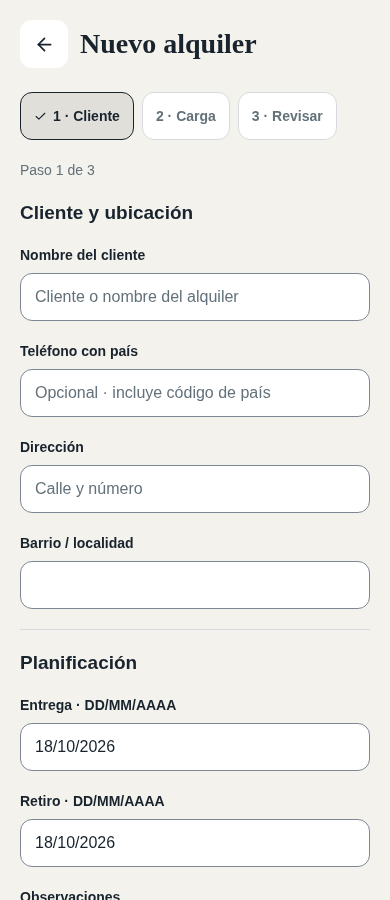 Nuevo alquiler
1 · Cliente
2 · Carga
3 · Revisar
Paso 1 de 3
Cliente y ubicación
Nombre del cliente
Cliente o nombre del alquiler
Teléfono con país
Opcional · incluye código de país
Dirección
Calle y número
Barrio / localidad
Planificación
Entrega · DD/MM/AAAA
18/10/2026
Retiro · DD/MM/AAAA
18/10/2026
Observaciones